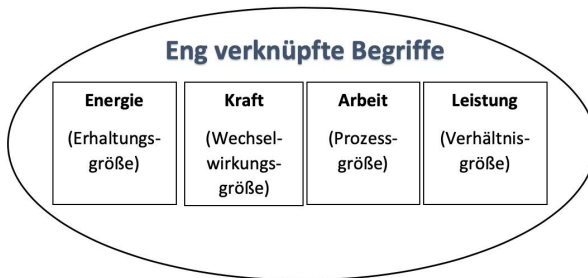 Eng verknüpfte Begriffe
Energie
(Erhaltungs-
größe)
Kraft
(Wechsel-
wirkungs-
größe)
Arbeit
(Prozess-
größe)
Leistung
(Verhältnis-
größe)